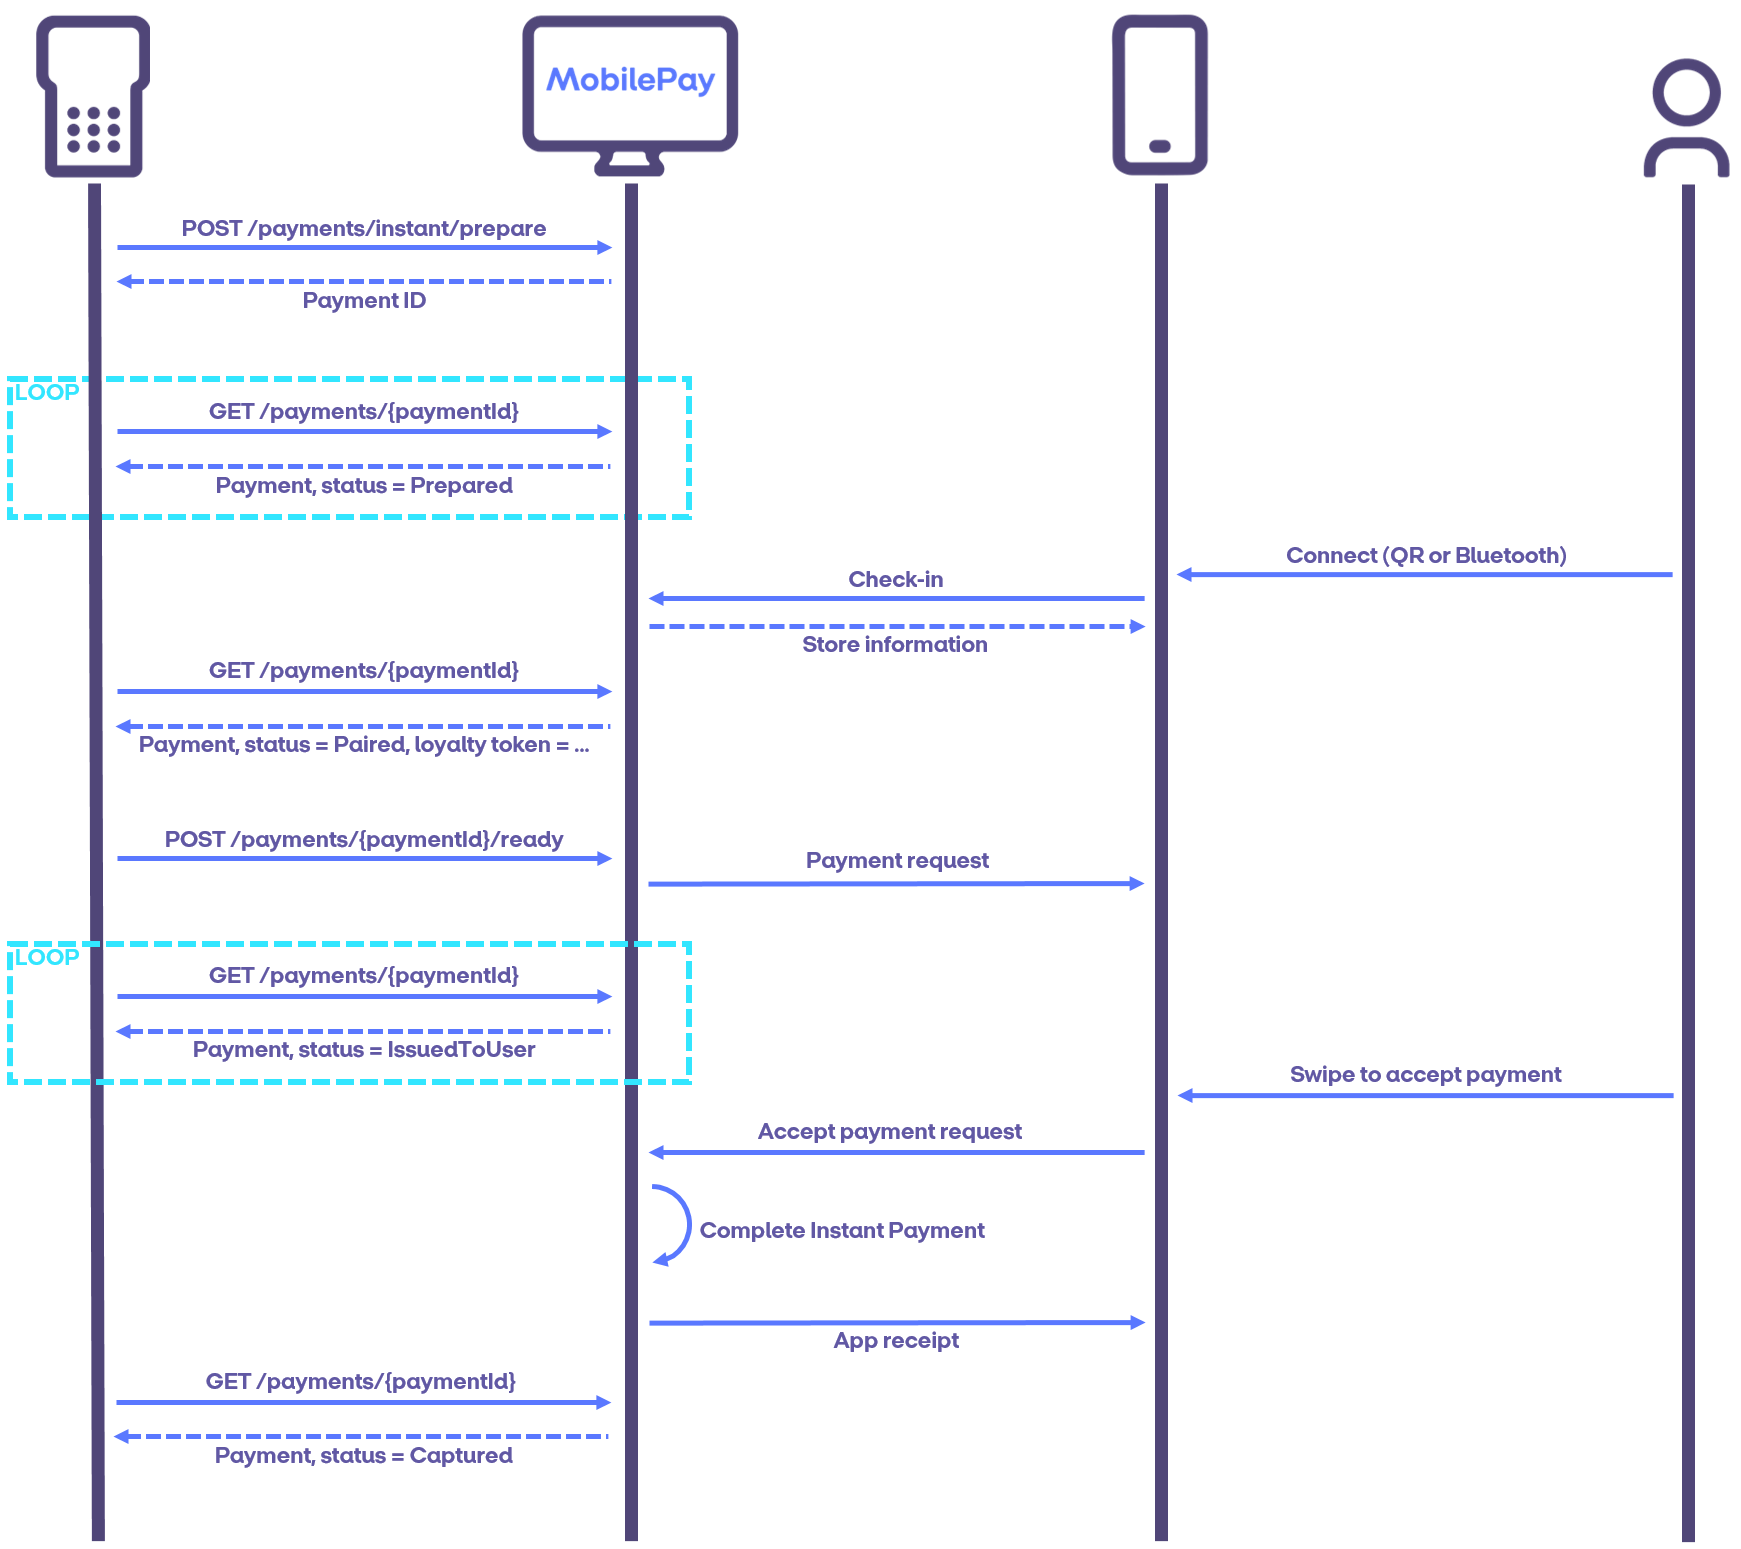 MobilePay
POST /payments/instant/prepare
Payment ID
LOOP
GET /payments/{paymentId}
Payment, status = Prepared
Connect (QR or Bluetooth)
Check-in
Store information
GET /payments/{paymentId}
Payment, status = Paired, loyalty token = ...
POST /payments/{paymentId}/ready
Payment request
LOOP
GET /payments/{paymentId}
Payment, status = IssuedToUser
Swipe to accept payment
Accept payment request
Complete Instant Payment
App receipt
GET /payments/{paymentId}
Payment, status = Captured